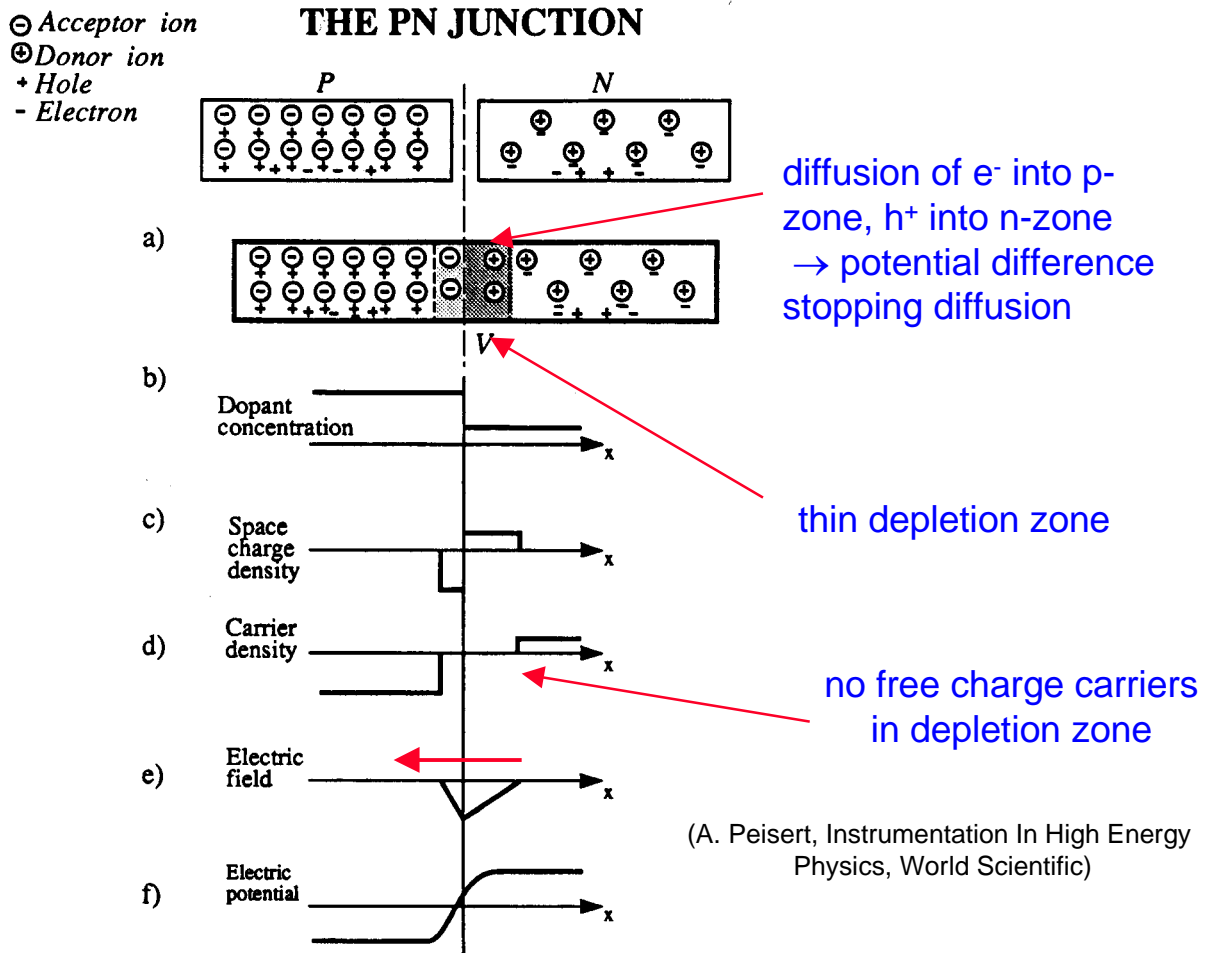 THE PN JUNCTION
⊖ Acceptor ion
⊕ Donor ion
+ Hole
- Electron
P
N
diffusion of e- into p-
zone, h+ into n-zone
→ potential difference
stopping diffusion
a)
V
b)
Dopant
concentration
x
thin depletion zone
c)
Space
charge
density
x
d)
Carrier
density
x
no free charge carriers
in depletion zone
e)
Electric
field
x
(A. Peisert, Instrumentation In High Energy
Physics, World Scientific)
f)
Electric
potential
x